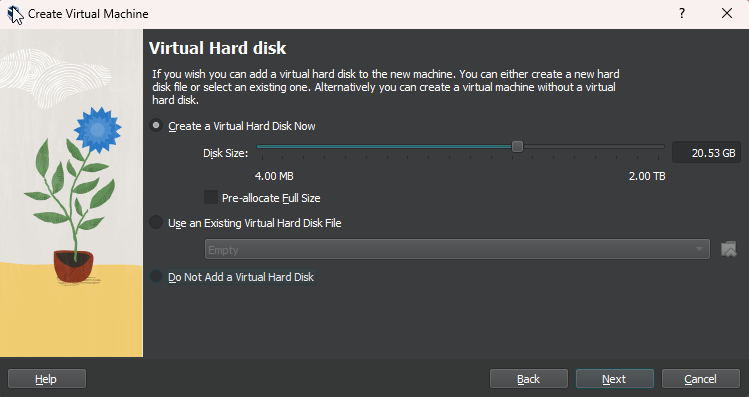 Create Virtual Machine
?
Virtual Hard disk
If you wish you can add a virtual hard disk to the new machine. You can either create a new hard
disk file or select an existing one. Alternatively you can create a virtual machine without a virtual
hard disk.
Create a Virtual Hard Disk Now
Disk Size:
20.53 GB
4.00 MB
2.00 TB
Pre-allocate Full Size
Use an Existing Virtual Hard Disk File
Empty
Do Not Add a Virtual Hard Disk
Help
Back
Next
Cancel